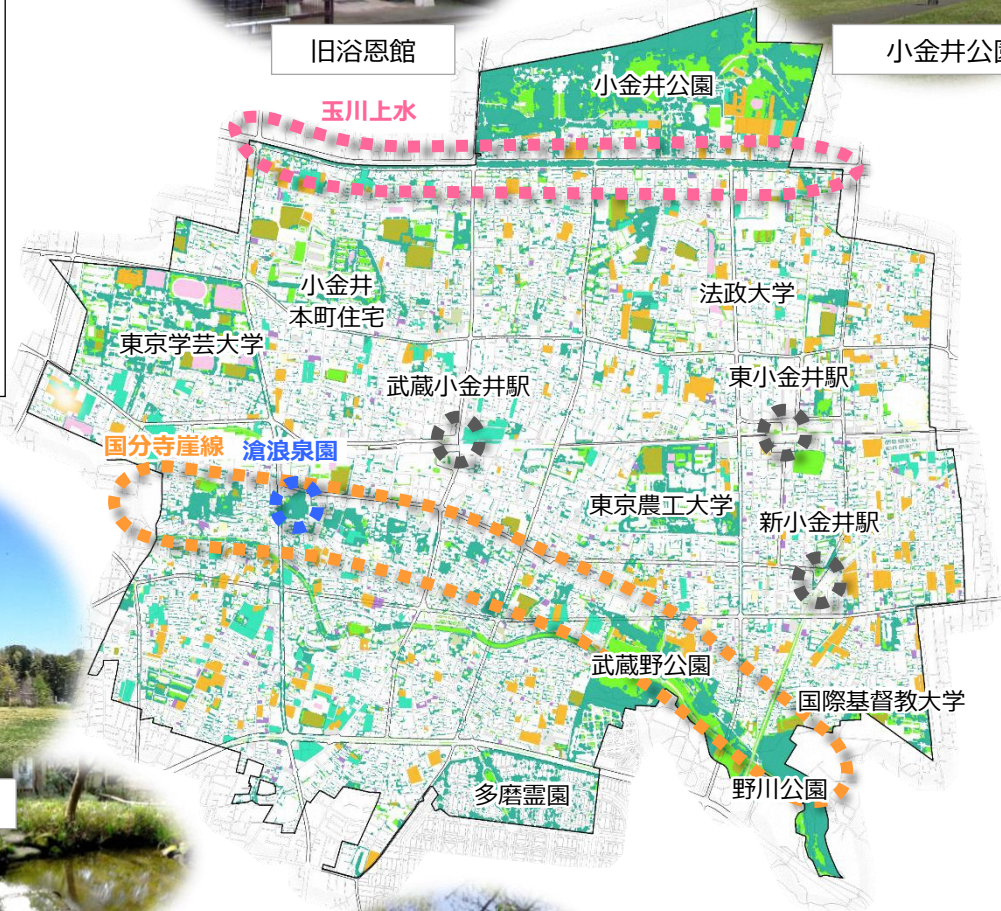 旧浴恩館
小金井公
小金井公園
玉川上水
小金井
本町住宅
法政大学
東京学芸大学
武蔵小金井駅
東小金井駅
国分寺崖線
滄浪泉園
東京農工大学
新小金井駅
武蔵野公園
国際基督教大学
野川公園
多磨霊園